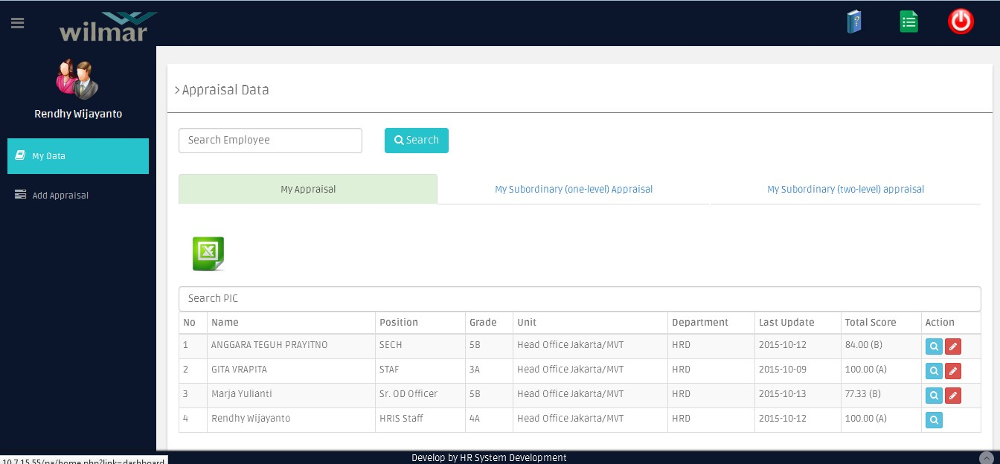 wilmar
Rendhy Wijayanto
My Data
Add Appraisal
> Appraisal Data
Search Employee
Search
My Appraisal My Subordinary (one-level) Appraisal My Subordinary (two-level) appraisal
Search PIC
No Name Position Grade Unit Department Last Update Total Score Action
1 ANGGARA TEGUH PRAYITNO SECH 5B Head Office Jakarta/MVT HRD 2015-10-12 84.00 (B)
2 GITA VRAPITA STAF 3A Head Office Jakarta/MVT HRD 2015-10-09 100.00 (A)
3 Marja Yulianti Sr. OD Officer 5B Head Office Jakarta/MVT HRD 2015-10-13 77.33 (B)
4 Rendhy Wijayanto HRIS Staff 4A Head Office Jakarta/MVT HRD 2015-10-12 100.00 (A)
Develop by HR System Development
10.7.15.55/pa/home.php?link=dashboard